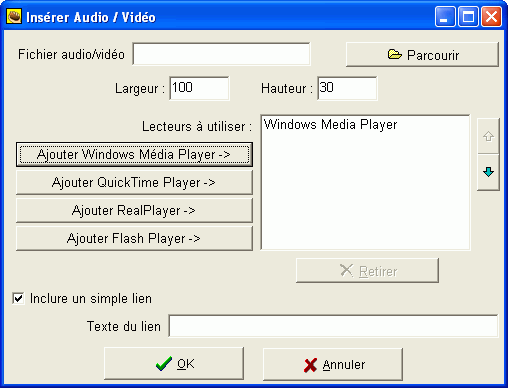 Insérer Audio / Vidéo
Fichier audio/vidéo
Parcourir
Largeur : 100 Hauteur : 30
Lecteurs à utiliser :
Windows Media Player
Ajouter Windows Média Player ->
Ajouter QuickTime Player ->
Ajouter RealPlayer ->
Ajouter Flash Player ->
Retirer
Inclure un simple lien
Texte du lien
OK
Annuler